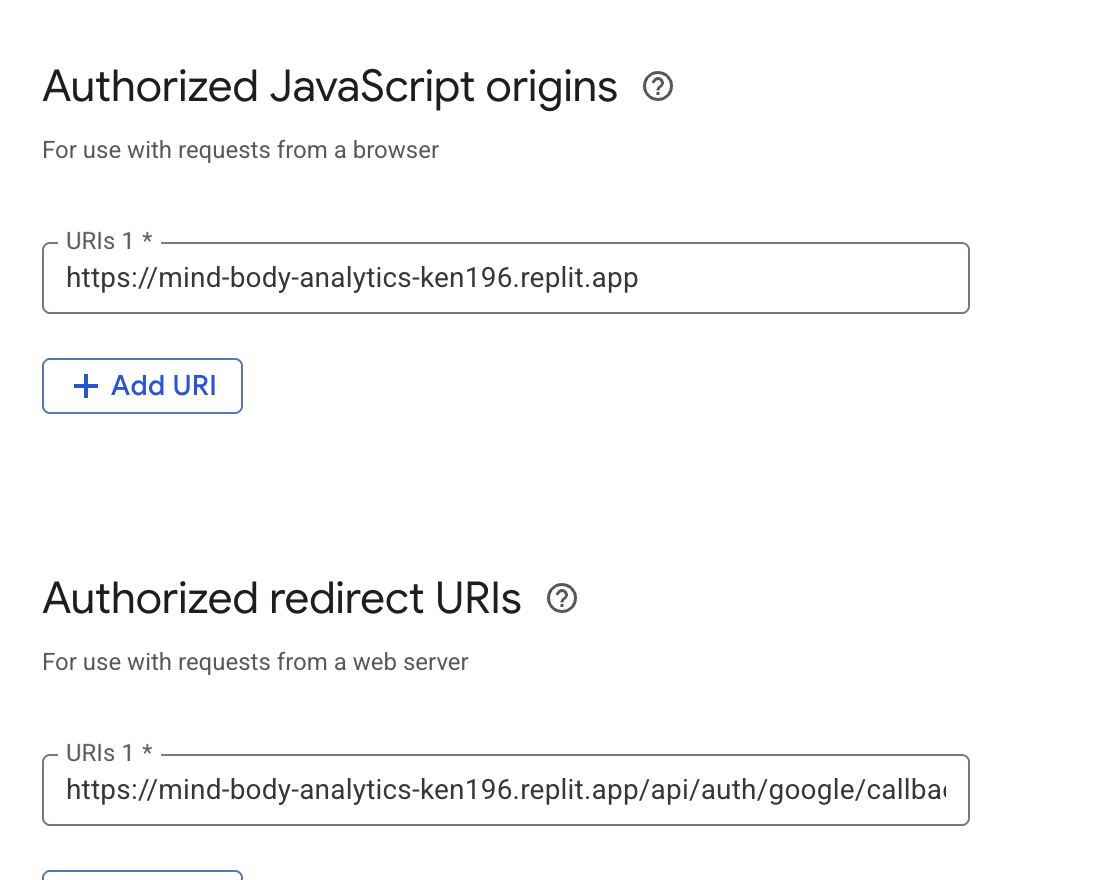 Authorized JavaScript origins
For use with requests from a browser
URIs 1 *
https://mind-body-analytics-ken196.replit.app
Add URI
Authorized redirect URIs
For use with requests from a web server
URIs 1 *
https://mind-body-analytics-ken196.replit.app/api/auth/google/callba